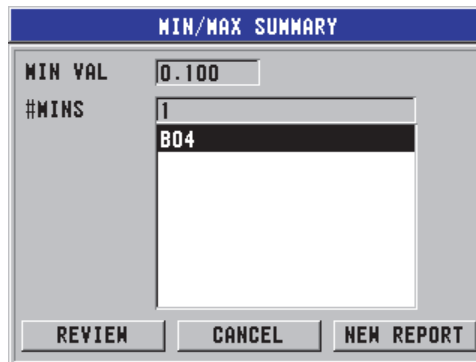 MIN/MAX SUMMARY
MIN VAL 0.100
#MINS 1
B04
REVIEW CANCEL NEW REPORT